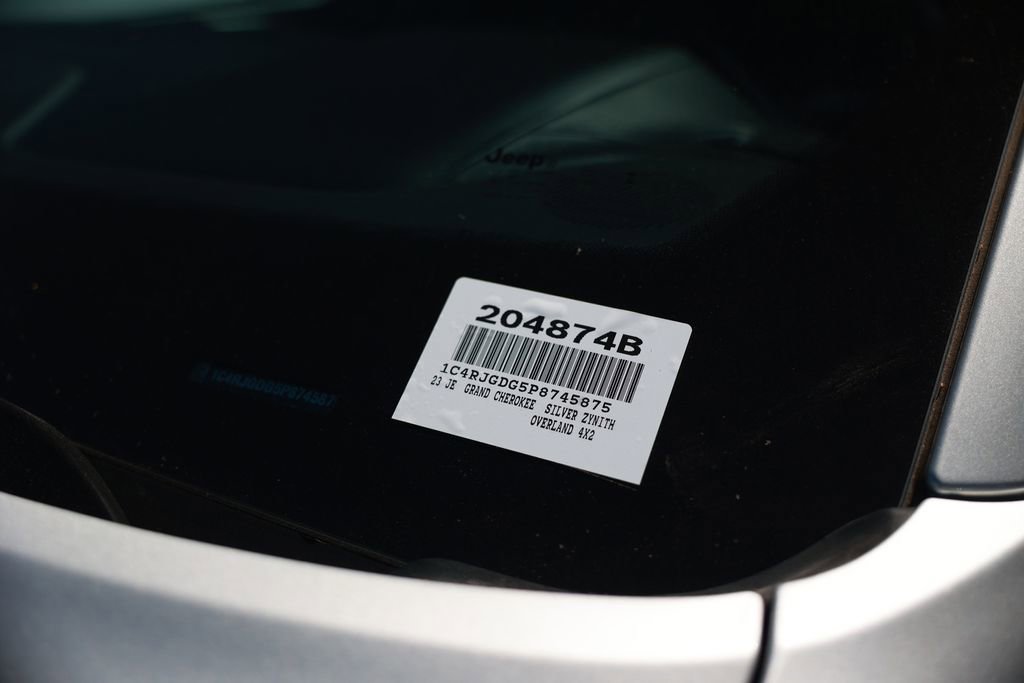 Jeep
204874B
1C4RJGDG5P8745875
23 JE GRAND CHEROKEE SILVER ZYNITH
OVERLAND 4X2